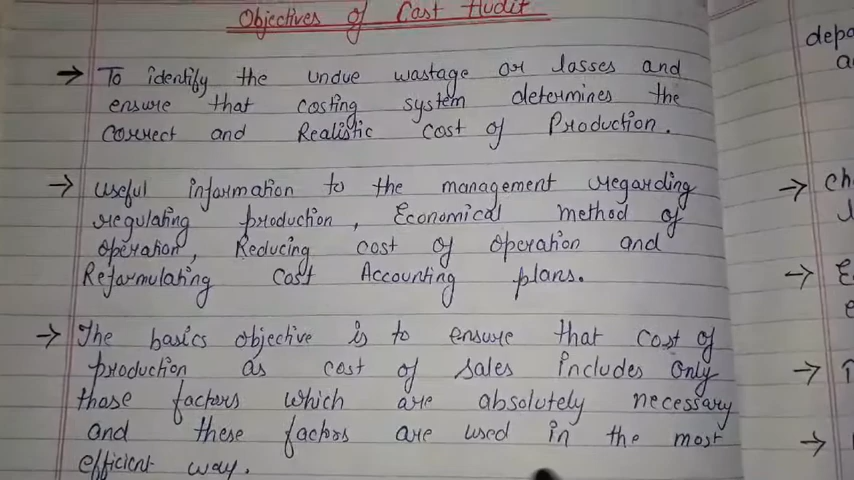 Objectives of Cost Audit
→ To identify the undue wastage or losses and
ensure that costing system determines the
correct and Realistic cost of Production.
→ Useful information to the management regarding
regulating production, Economical method of
operation, Reducing cost of operation and
Reformulating Cost Accounting plans.
→ The basics objective is to ensure that cost of
production as cost of sales includes only
those factors which are absolutely necessary
and these factors are used in the most
efficient way.
→
→
→
→